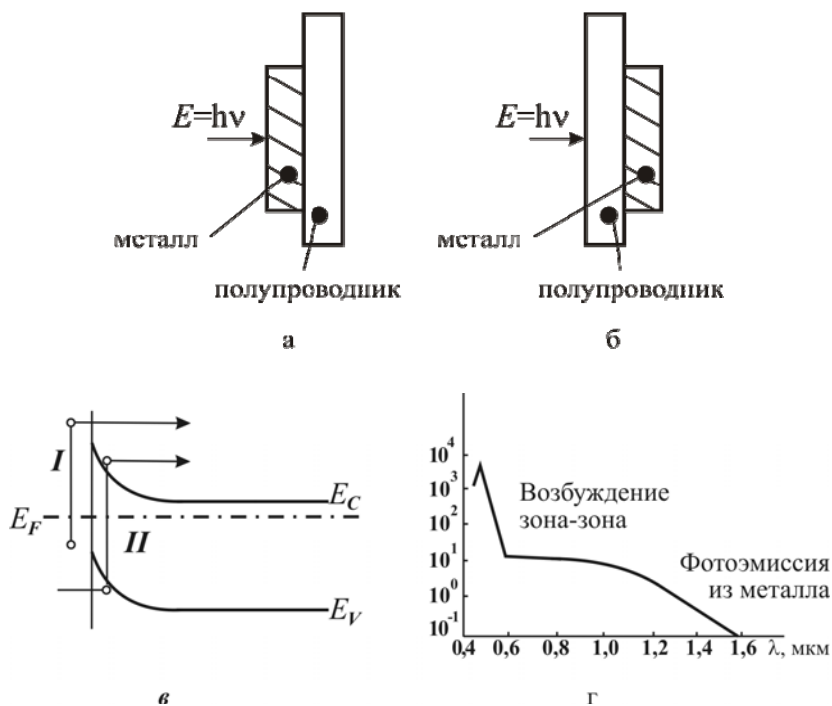 E=hν
E=hν
металл
металл
полупроводник
полупроводник
а
б
I
II
E_F
E_C
E_V
в
10^4
10^3
10^2
10^1
10^0
10^-1
Возбуждение
зона-зона
Фотоэмиссия
из металла
0,4 0,6 0,8 1,0 1,2 1,4 1,6 λ, мкм
г